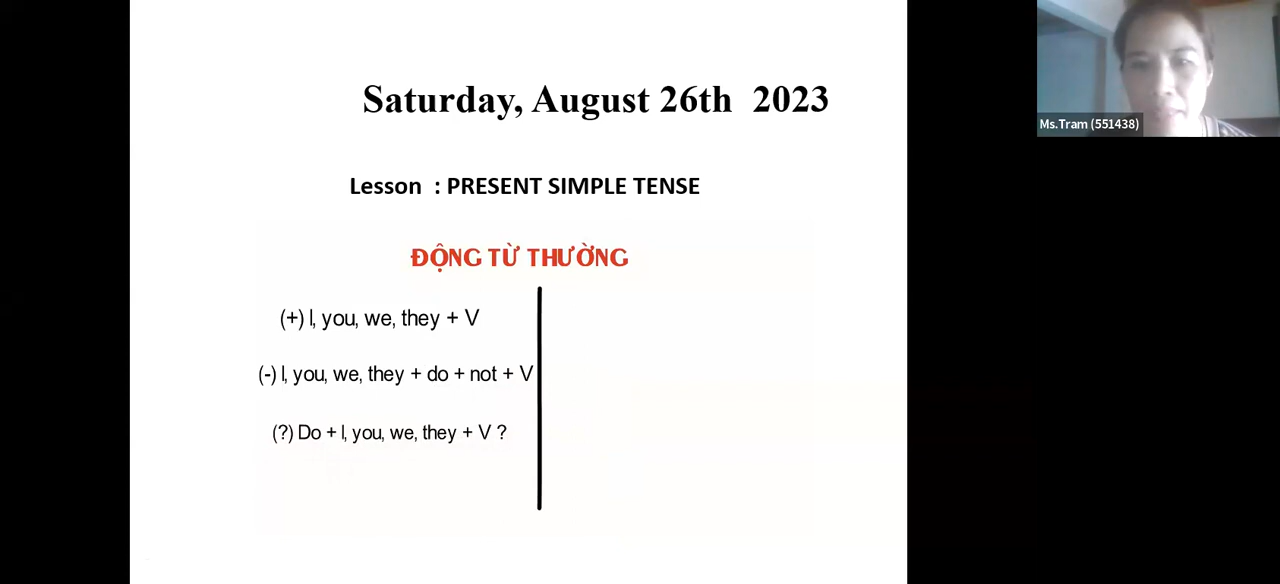 Saturday, August 26th 2023
Lesson : PRESENT SIMPLE TENSE
ĐỘNG TỪ THƯỜNG
(+) I, you, we, they + V
(-) I, you, we, they + do + not + V
(?) Do + I, you, we, they + V ?
Ms.Tram (551438)